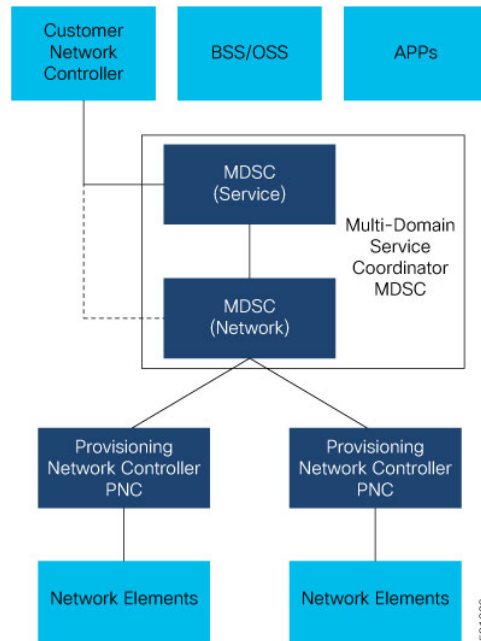 Customer
Network
Controller
BSS/OSS
APPs
MDSC
(Service)
Multi-Domain
Service
Coordinator
MDSC
MDSC
(Network)
Provisioning
Network Controller
PNC
Provisioning
Network Controller
PNC
Network Elements
Network Elements